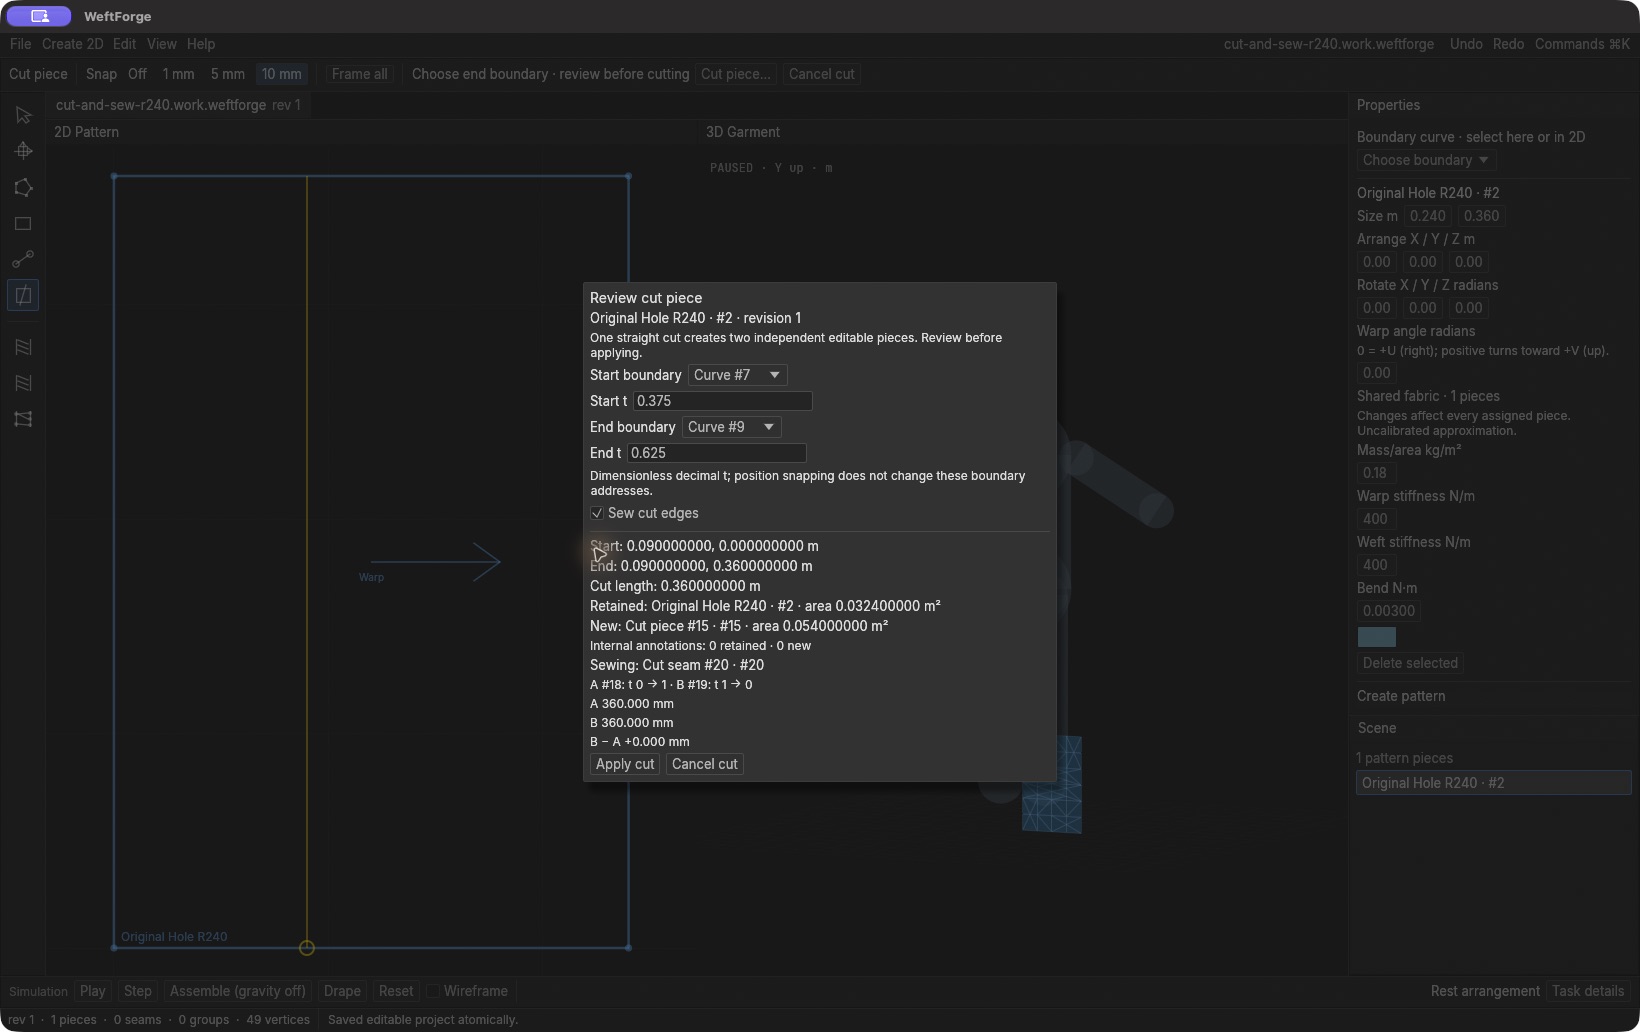 WeftForge
File Create 2D Edit View Help cut-and-sew-r240.work.weftforge Undo Redo Commands ⌘K
Cut piece Snap Off 1 mm 5 mm 10 mm Frame all Choose end boundary · review before cutting Cut piece... Cancel cut
cut-and-sew-r240.work.weftforge rev 1
2D Pattern
Warp
Original Hole R240
3D Garment
PAUSED · Y up · m
Review cut piece
Original Hole R240 · #2 · revision 1
One straight cut creates two independent editable pieces. Review before
applying.
Start boundary Curve #7
Start t 0.375
End boundary Curve #9
End t 0.625
Dimensionless decimal t; position snapping does not change these boundary
addresses.
Sew cut edges
Start: 0.090000000, 0.000000000 m
End: 0.090000000, 0.360000000 m
Cut length: 0.360000000 m
Retained: Original Hole R240 · #2 · area 0.032400000 m²
New: Cut piece #15 · #15 · area 0.054000000 m²
Internal annotations: 0 retained · 0 new
Sewing: Cut seam #20 · #20
A #18: t 0 → 1 · B #19: t 1 → 0
A 360.000 mm
B 360.000 mm
B − A +0.000 mm
Apply cut Cancel cut
Properties
Boundary curve · select here or in 2D
Choose boundary
Original Hole R240 · #2
Size m 0.240 0.360
Arrange X / Y / Z m
0.00 0.00 0.00
Rotate X / Y / Z radians
0.00 0.00 0.00
Warp angle radians
0 = +U (right); positive turns toward +V (up).
0.00
Shared fabric · 1 pieces
Changes affect every assigned piece.
Uncalibrated approximation.
Mass/area kg/m²
0.18
Warp stiffness N/m
400
Weft stiffness N/m
400
Bend N·m
0.00300
Delete selected
Create pattern
Scene
1 pattern pieces
Original Hole R240 · #2
Simulation Play Step Assemble (gravity off) Drape Reset Wireframe Rest arrangement Task details
rev 1 · 1 pieces · 0 seams · 0 groups · 49 vertices Saved editable project atomically.